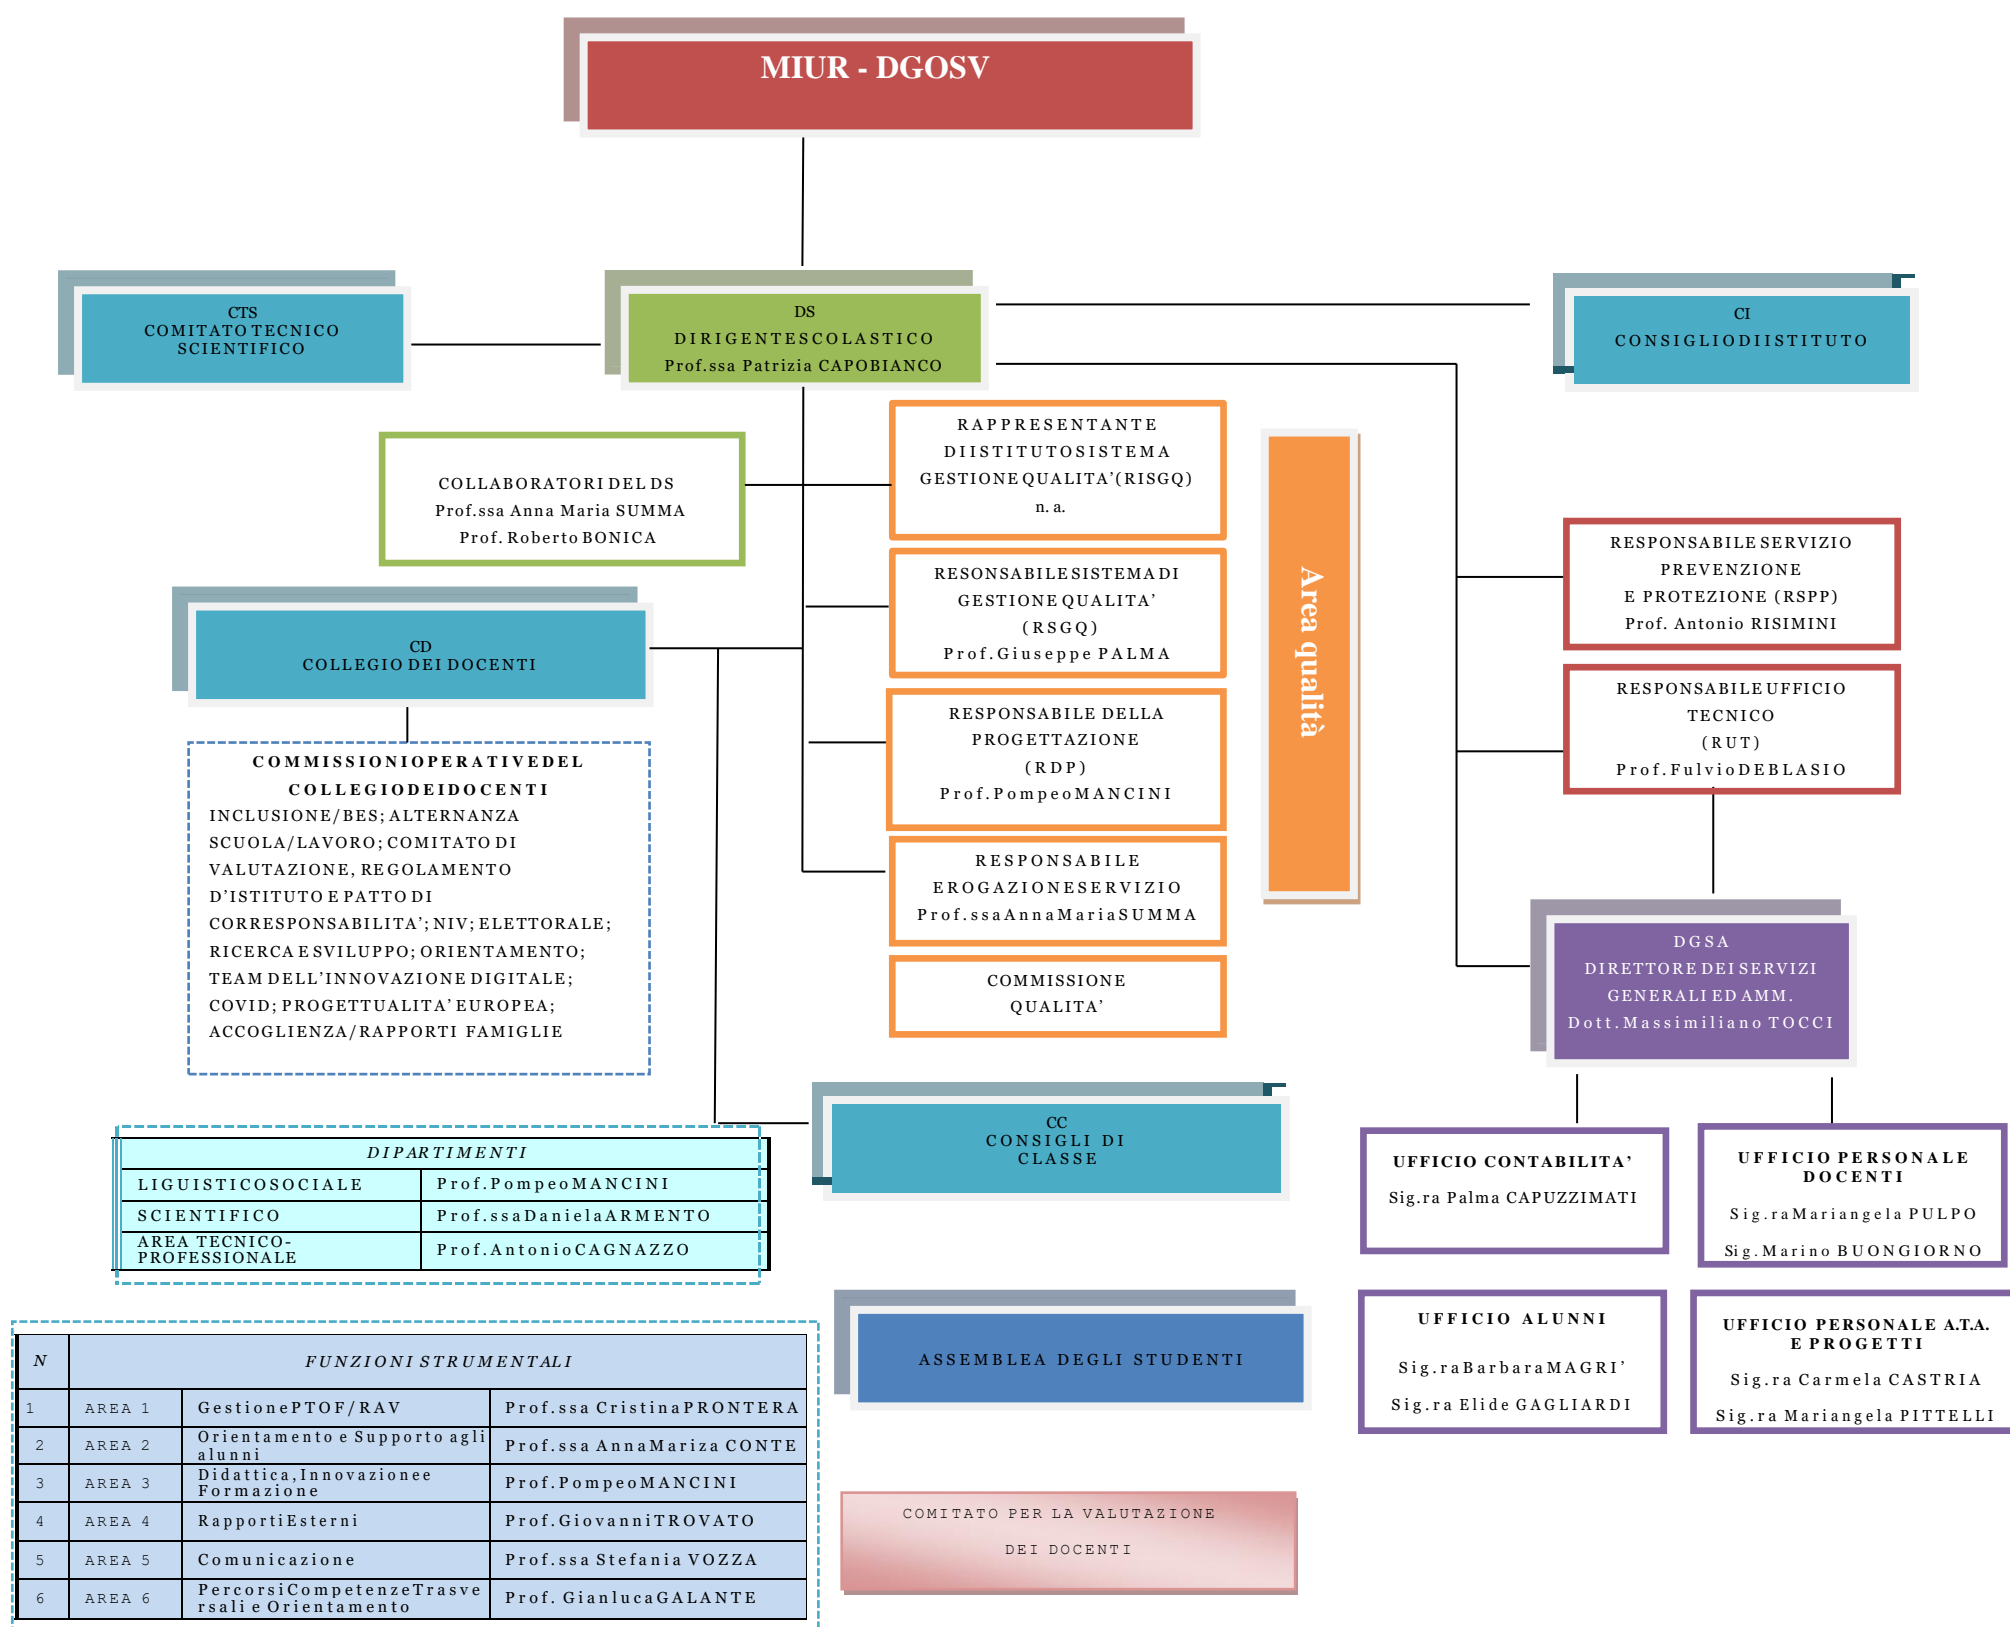 MIUR - DGOSV
CTS
COMITATO TECNICO
SCIENTIFICO
DS
DIRIGENTESCOLASTICO
Prof.ssa Patrizia CAPOBIANCO
CI
CONSIGLIODIISTITUTO
COLLABORATORI DEL DS
Prof.ssa Anna Maria SUMMA
Prof. Roberto BONICA
RAPPRESENTANTE
DIISTITUTOSISTEMA
GESTIONE QUALITA’(RISGQ)
n. a.
RESONSABILE SISTEMA DI
GESTIONE QUALITA’
(RSGQ)
Prof.Giuseppe PALMA
RESPONSABILE DELLA
PROGETTAZIONE
(RDP)
Prof.PompeoMANCINI
RESPONSABILE
EROGAZIONESERVIZIO
Prof.ssaAnnaMariaSUMMA
COMMISSIONE
QUALITA’
Area qualità
RESPONSABILE SERVIZIO
PREVENZIONE
E PROTEZIONE (RSPP)
Prof. Antonio RISIMINI
RESPONSABILE UFFICIO
TECNICO
(RUT)
Prof.FulvioDEBLASIO
CD
COLLEGIO DEI DOCENTI
COMMISSIONIOPERATIVEDEL
COLLEGIODEIDOCENTI
INCLUSIONE/BES; ALTERNANZA
SCUOLA/LAVORO; COMITATO DI
VALUTAZIONE, REGOLAMENTO
D’ISTITUTO E PATTO DI
CORRESPONSABILITA’; NIV; ELETTORALE;
RICERCA E SVILUPPO; ORIENTAMENTO;
TEAM DELL’INNOVAZIONE DIGITALE;
COVID; PROGETTUALITA’ EUROPEA;
ACCOGLIENZA/RAPPORTI FAMIGLIE
DGSA
DIRETTORE DEI SERVIZI
GENERALI ED AMM.
Dott.Massimiliano TOCCI
CC
CONSIGLI DI
CLASSE
DIPARTIMENTI
LIGUISTICOSOCIALE Prof.PompeoMANCINI
SCIENTIFICO Prof.ssaDanielaARMENTO
AREA TECNICO-
PROFESSIONALE Prof.AntonioCAGNAZZO
UFFICIO CONTABILITA’
Sig.ra Palma CAPUZZIMATI
UFFICIO PERSONALE
DOCENTI
Sig.raMariangela PULPO
Sig.Marino BUONGIORNO
UFFICIO ALUNNI
Sig.raBarbaraMAGRI’
Sig.ra Elide GAGLIARDI
UFFICIO PERSONALE A.T.A.
E PROGETTI
Sig.ra Carmela CASTRIA
Sig.ra Mariangela PITTELLI
ASSEMBLEA DEGLI STUDENTI
N FUNZIONI STRUMENTALI
1 AREA 1 GestionePTOF/RAV Prof.ssa CristinaPRONTERA
2 AREA 2 Orientamento e Supporto agli
alunni Prof.ssa AnnaMariza CONTE
3 AREA 3 Didattica,Innovazionee
Formazione Prof.PompeoMANCINI
4 AREA 4 RapportiEsterni Prof.GiovanniTROVATO
5 AREA 5 Comunicazione Prof.ssa Stefania VOZZA
6 AREA 6 PercorsiCompetenzeTrasve
rsali e Orientamento Prof. GianlucaGALANTE
COMITATO PER LA VALUTAZIONE
DEI DOCENTI